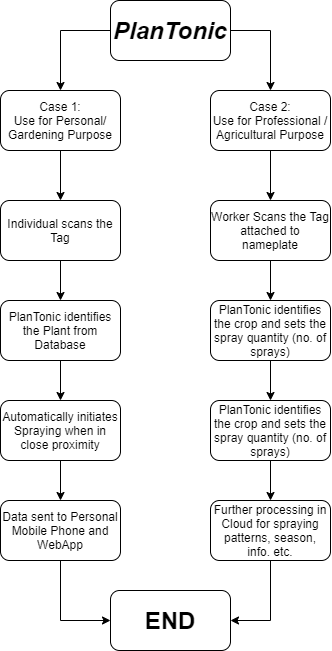 PlanTonic
Case 1:
Use for Personal/
Gardening Purpose
Case 2:
Use for Professional /
Agricultural Purpose
Individual scans the
Tag
Worker Scans the Tag
attached to
nameplate
PlanTonic identifies
the Plant from
Database
PlanTonic identifies
the crop and sets the
spray quantity (no. of
sprays)
Automatically initiates
Spraying when in
close proximity
PlanTonic identifies
the crop and sets the
spray quantity (no. of
sprays)
Data sent to Personal
Mobile Phone and
WebApp
Further processing in
Cloud for spraying
patterns, season,
info. etc.
END